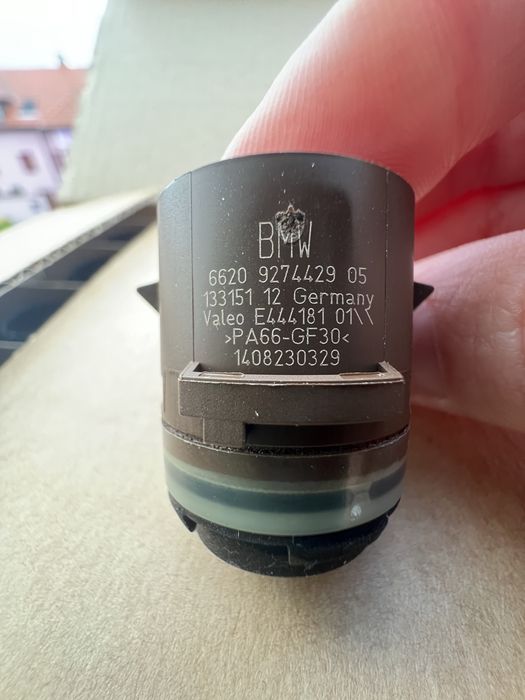 BMW
6620 9274429 05
133151 12 Germany
Valeo E444181 01\\
>PA66-GF30<
1408230329